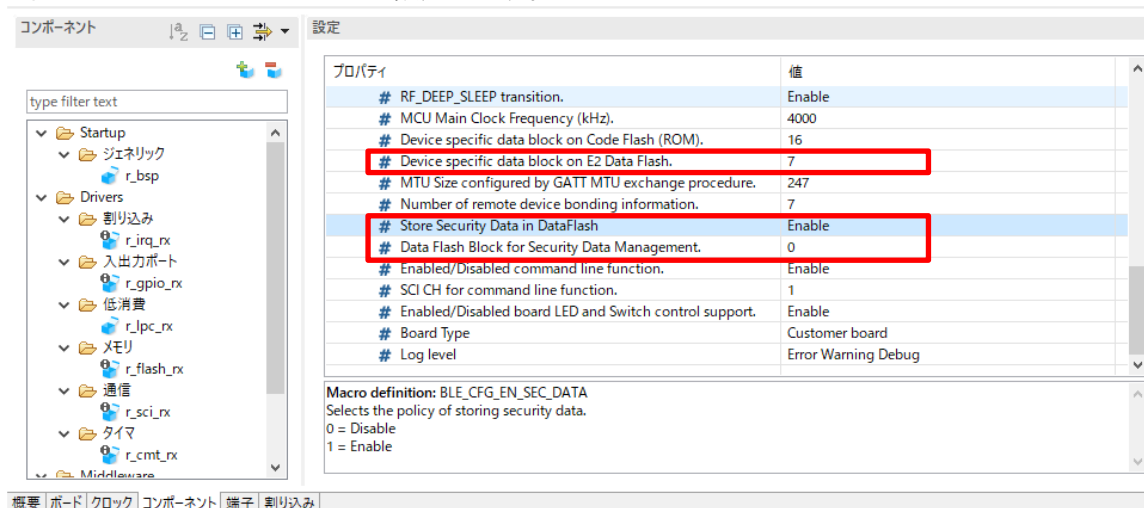 コンポーネント
設定
type filter text
Startup
ジェネリック
r_bsp
Drivers
割り込み
r_irq_rx
入出力ポート
r_gpio_rx
低消費
r_lpc_rx
メモリ
r_flash_rx
通信
r_sci_rx
タイマ
r_cmt_rx
Middleware
プロパティ 値
# RF_DEEP_SLEEP transition. Enable
# MCU Main Clock Frequency (kHz). 4000
# Device specific data block on Code Flash (ROM). 16
# Device specific data block on E2 Data Flash. 7
# MTU Size configured by GATT MTU exchange procedure. 247
# Number of remote device bonding information. 7
# Store Security Data in DataFlash Enable
# Data Flash Block for Security Data Management. 0
# Enabled/Disabled command line function. Enable
# SCI CH for command line function. 1
# Enabled/Disabled board LED and Switch control support. Enable
# Board Type Customer board
# Log level Error Warning Debug
Macro definition: BLE_CFG_EN_SEC_DATA
Selects the policy of storing security data.
0 = Disable
1 = Enable
概要 ボード クロック コンポーネント 端子 割り込み